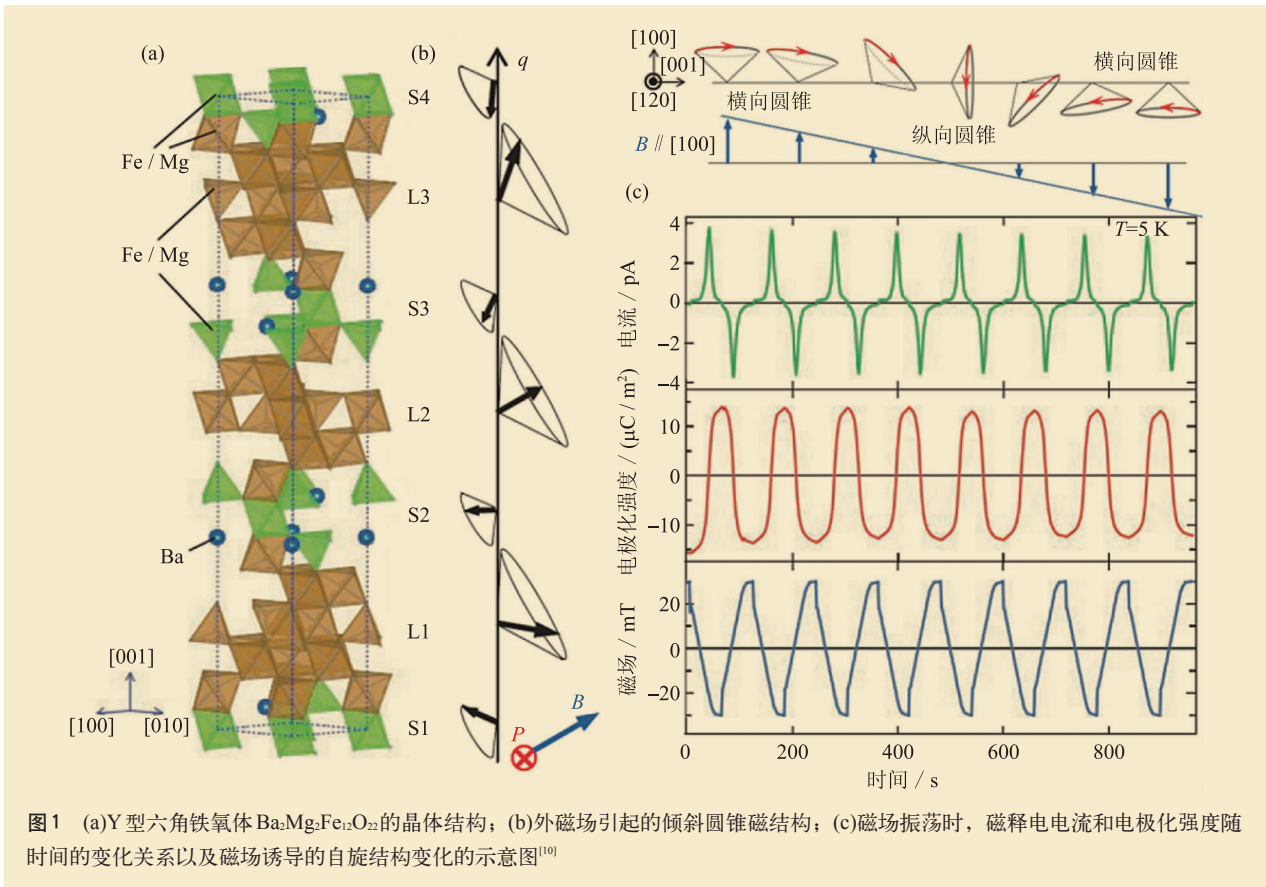 (a)
S4
Fe / Mg
L3
Fe / Mg
S3
L2
S2
Ba
L1
[001]
[100]
[010]
S1
(b)
q
B
P
[100]
[001]
[120]
横向圆锥
纵向圆锥
横向圆锥
B∥[100]
(c)
T=5 K
电流 / pA
4
2
0
−2
−4
电极化强度 / (μC / m²)
10
0
−10
磁场 / mT
20
0
−20
0
200
400
600
800
时间 / s
图1 (a)Y型六角铁氧体Ba₂Mg₂Fe₁₂O₂₂的晶体结构；(b)外磁场引起的倾斜圆锥磁结构；(c)磁场振荡时，磁释电电流和电极化强度随
时间的变化关系以及磁场诱导的自旋结构变化的示意图[10]